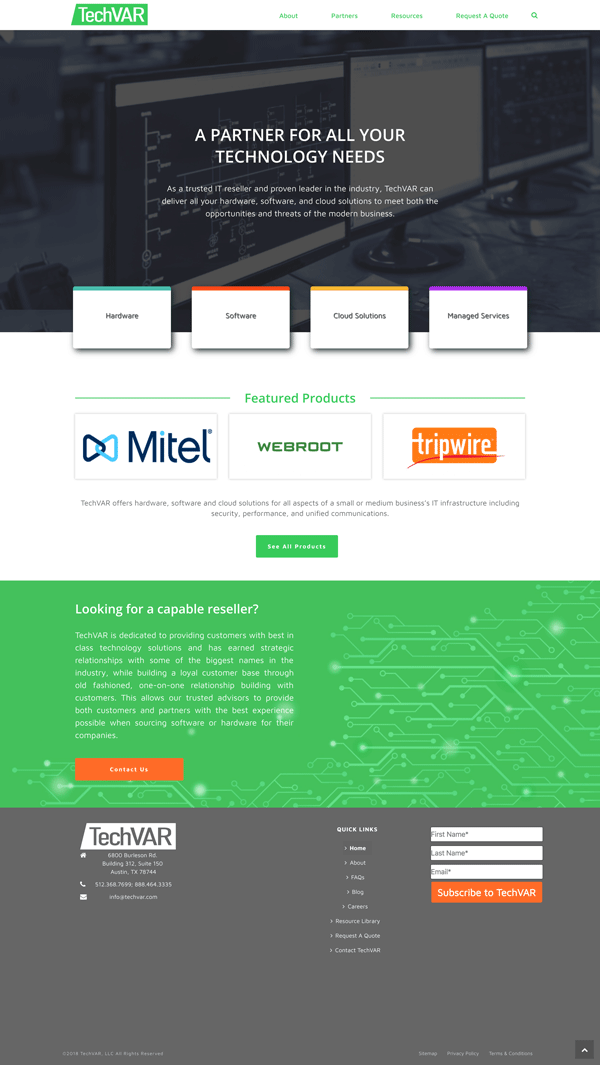 TechVAR
About Partners Resources Request A Quote
A PARTNER FOR ALL YOUR
TECHNOLOGY NEEDS
As a trusted IT reseller and proven leader in the industry, TechVAR can
deliver all your hardware, software, and cloud solutions to meet both the
opportunities and threats of the modern business.
Hardware Software Cloud Solutions Managed Services
Featured Products
Mitel® WEBROOT tripwire
TechVAR offers hardware, software and cloud solutions for all aspects of a small or medium business's IT infrastructure including
security, performance, and unified communications.
See All Products
Looking for a capable reseller?
TechVAR is dedicated to providing customers with best in
class technology solutions and has earned strategic
relationships with some of the biggest names in the
industry, while building a loyal customer base through
old fashioned, one-on-one relationship building with
customers. This allows our trusted advisors to provide
both customers and partners with the best experience
possible when sourcing software or hardware for their
companies.
Contact Us
TechVAR
6800 Burleson Rd.
Building 312, Suite 150
Austin, TX 78744
512.368.7699; 888.464.3335
info@techvar.com
QUICK LINKS
Home
About
FAQs
Blog
Careers
Resource Library
Request A Quote
Contact TechVAR
First Name*
Last Name*
Email*
Subscribe to TechVAR
©2018 TechVAR, LLC All Rights Reserved
Sitemap Privacy Policy Terms & Conditions